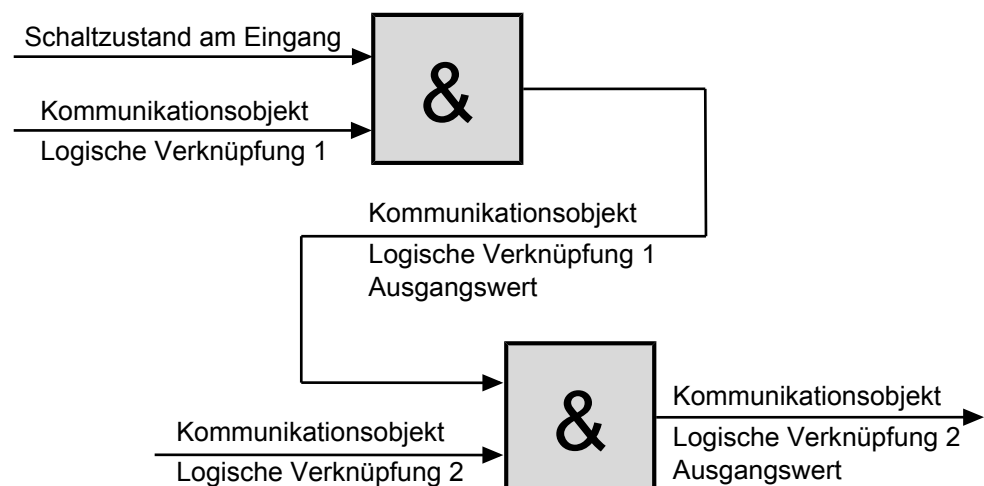 Schaltzustand am Eingang
&
Kommunikationsobjekt
Logische Verknüpfung 1
Kommunikationsobjekt
Logische Verknüpfung 1
Ausgangswert
&
Kommunikationsobjekt
Logische Verknüpfung 2
Kommunikationsobjekt
Logische Verknüpfung 2
Ausgangswert